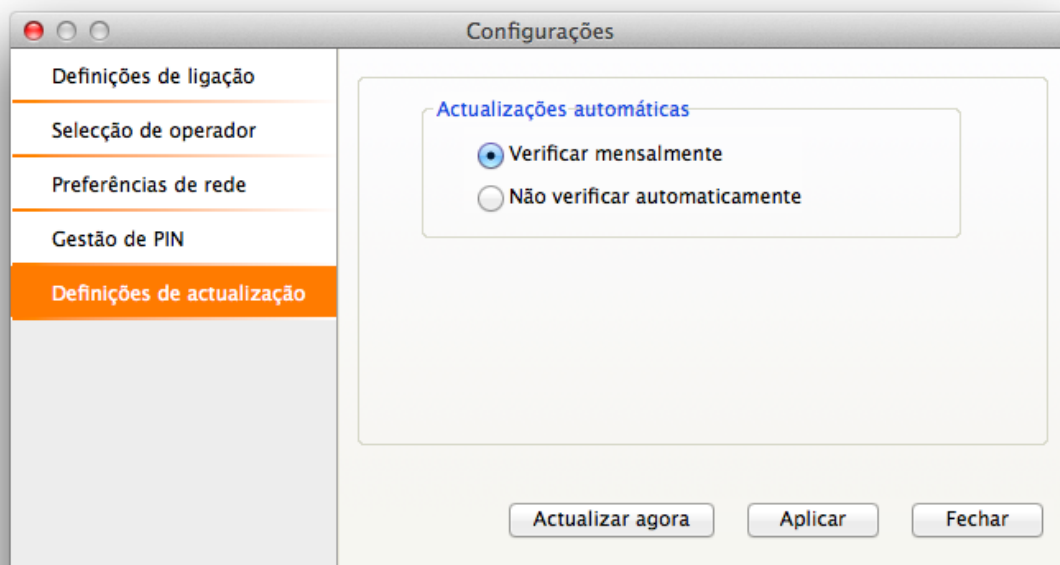 Configurações
Definições de ligação
Selecção de operador
Preferências de rede
Gestão de PIN
Definições de actualização
Actualizações automáticas
Verificar mensalmente
Não verificar automaticamente
Actualizar agora
Aplicar
Fechar